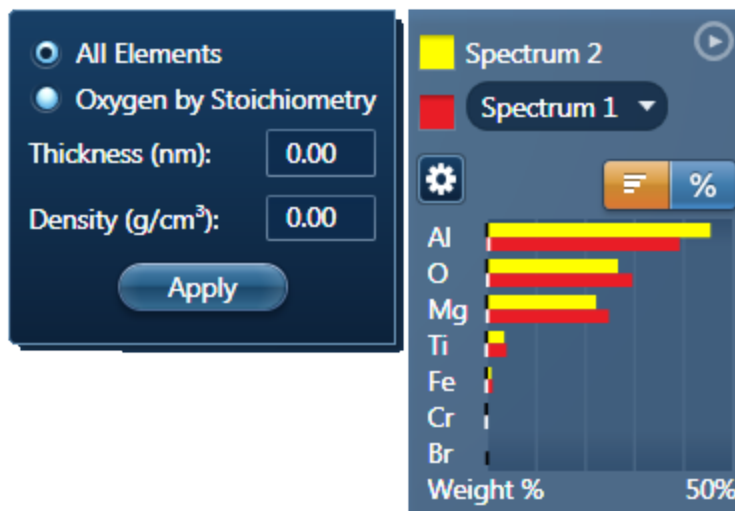 All Elements
Oxygen by Stoichiometry
Thickness (nm): 0.00
Density (g/cm³): 0.00
Apply
Spectrum 2
Spectrum 1
%
Al
O
Mg
Ti
Fe
Cr
Br
Weight % 50%